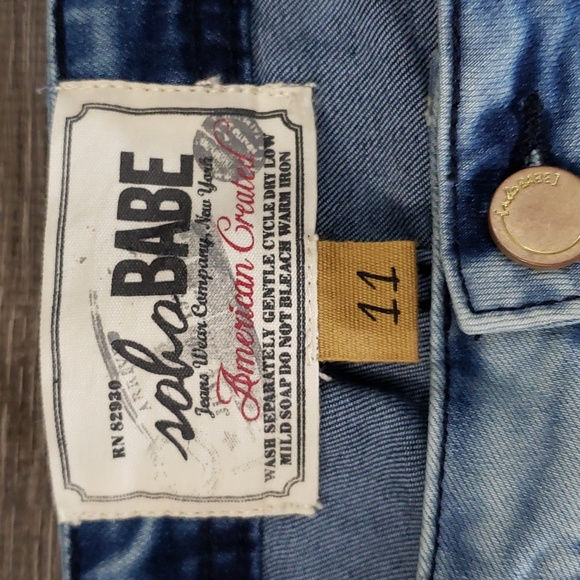 RN 82930
soho BABE
Jeans Wear Company, New York
American Created
WASH SEPARATELY GENTLE CYCLE DRY LOW
MILD SOAP DO NOT BLEACH WARM IRON
11